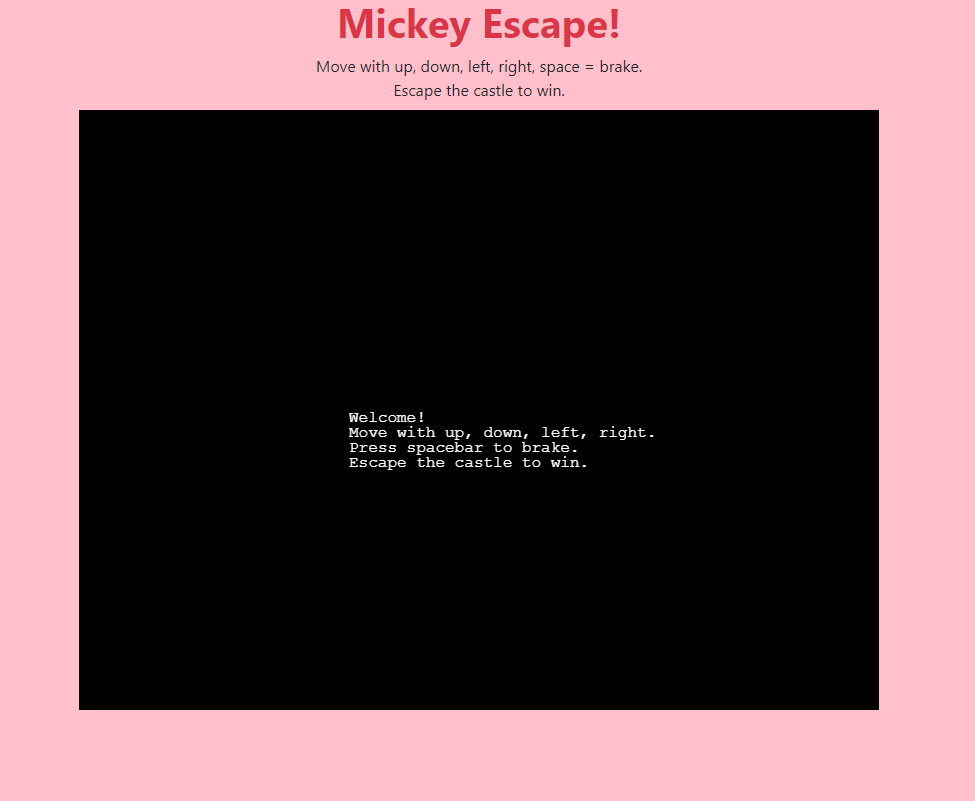 Mickey Escape!
Move with up, down, left, right, space = brake.
Escape the castle to win.
Welcome!
Move with up, down, left, right.
Press spacebar to brake.
Escape the castle to win.